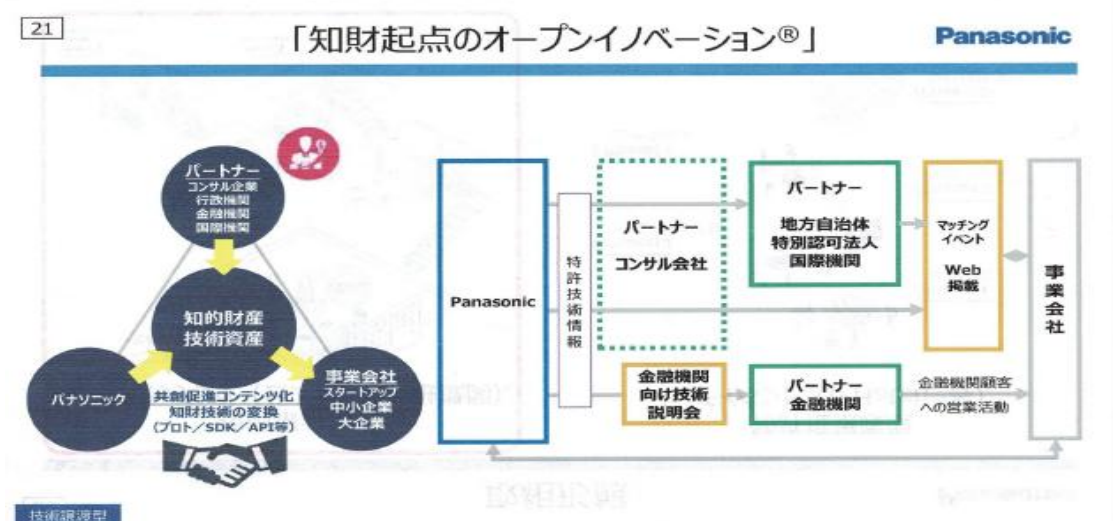 21
「知財起点のオープンイノベーション®」
Panasonic
パートナー
コンサル企業
行政機関
金融機関
国際機関
知的財産
技術資産
パナソニック
共創促進コンテンツ化
知財技術の変換
(プロト／SDK／API等)
事業会社
スタートアップ
中小企業
大企業
Panasonic
特許技術情報
パートナー
コンサル会社
パートナー
地方自治体
特別認可法人
国際機関
マッチング
イベント
Web
掲載
事業会社
金融機関
向け技術
説明会
パートナー
金融機関
金融機関顧客
への営業活動
技術譲渡型